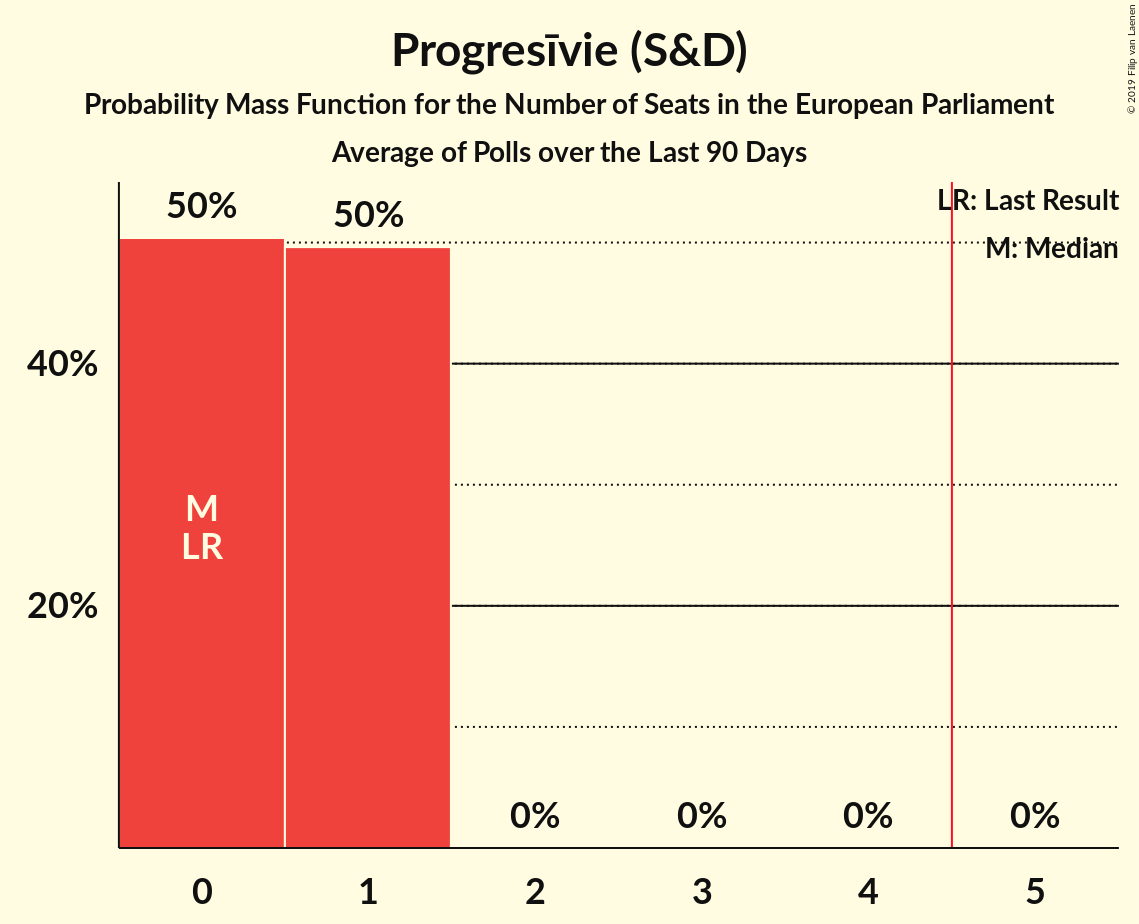 Progresīvie (S&D)
Probability Mass Function for the Number of Seats in the European Parliament
Average of Polls over the Last 90 Days
© 2019 Filip van Laenen
LR: Last Result
M: Median
50%
50%
40%
20%
M
LR
0%
0%
0%
0%
0
1
2
3
4
5